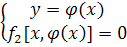 y = φ(x)
f₂[x, φ(x)] = 0